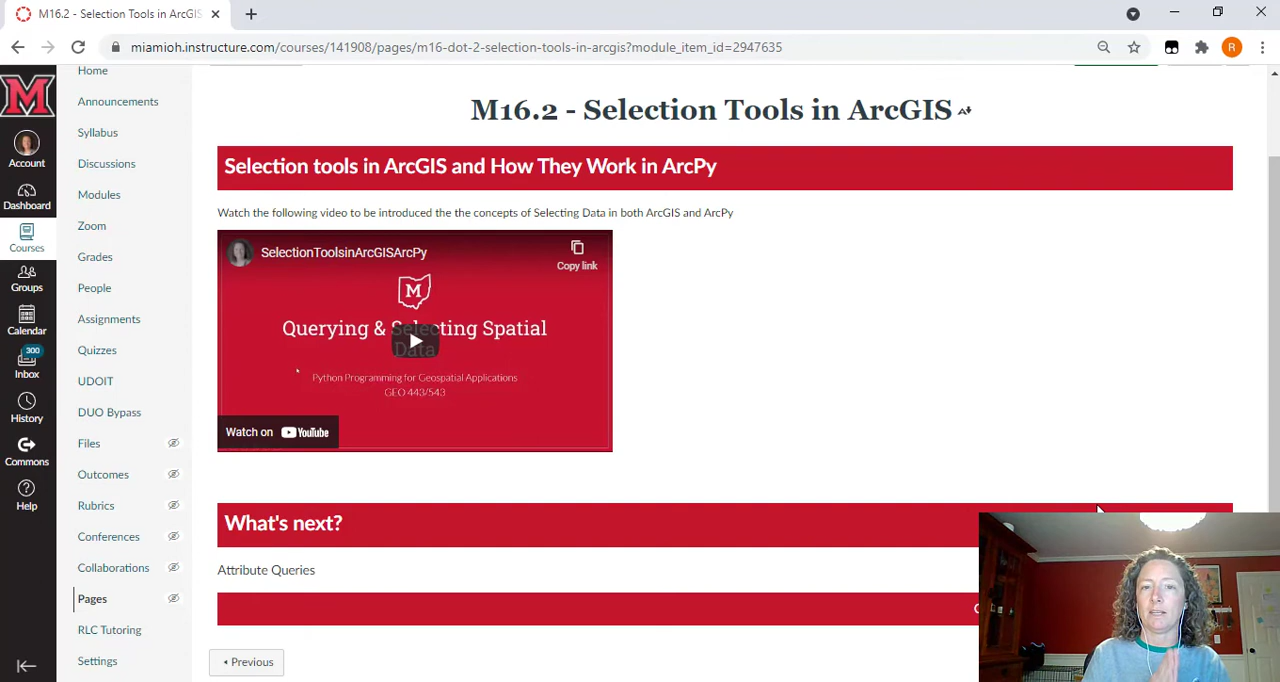 M16.2 - Selection Tools in ArcGIS
miamioh.instructure.com/courses/141908/pages/m16-dot-2-selection-tools-in-arcgis?module_item_id=2947635
R
M
Account
Dashboard
Courses
Groups
Calendar
300
Inbox
History
Commons
Help
Home
Announcements
Syllabus
Discussions
Modules
Zoom
Grades
People
Assignments
Quizzes
UDOIT
DUO Bypass
Files
Outcomes
Rubrics
Conferences
Collaborations
Pages
RLC Tutoring
Settings
M16.2 - Selection Tools in ArcGIS
Selection tools in ArcGIS and How They Work in ArcPy
Watch the following video to be introduced the the concepts of Selecting Data in both ArcGIS and ArcPy
SelectionToolsinArcGISArcPy
Copy link
M
Querying & Selecting Spatial
Data
Python Programming for Geospatial Applications
GEO 443/543
Watch on YouTube
What's next?
Attribute Queries
Previous